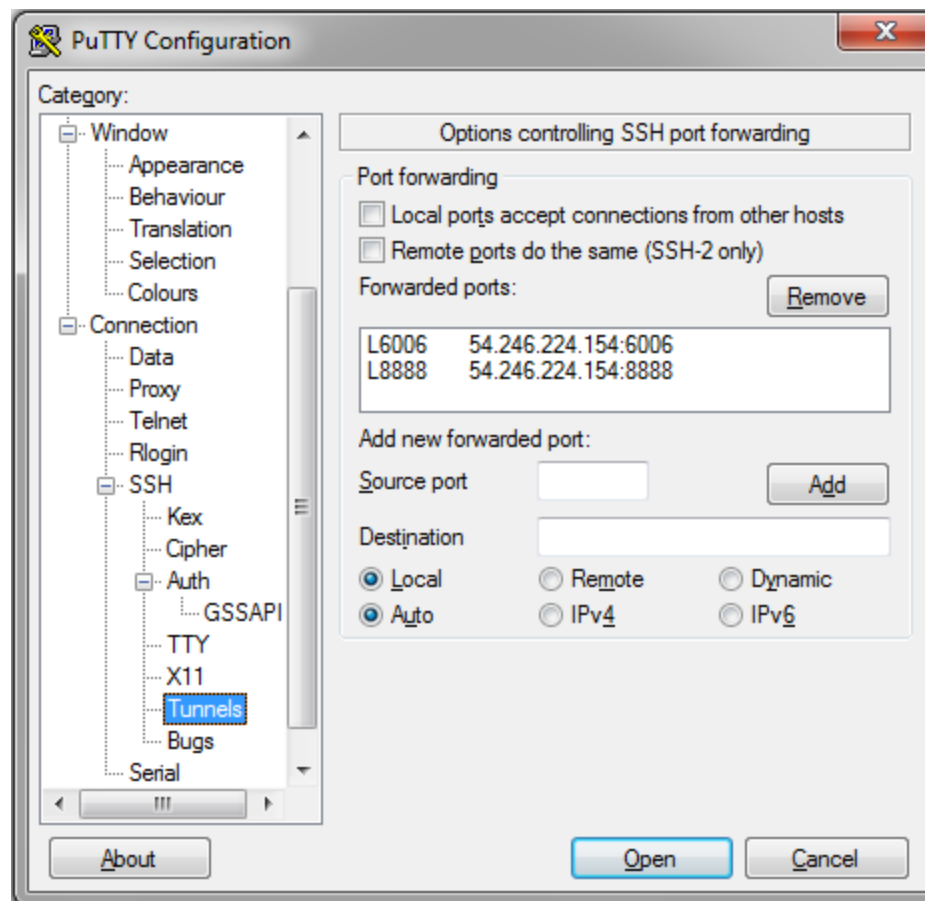 PuTTY Configuration
Category:
Window
Appearance
Behaviour
Translation
Selection
Colours
Connection
Data
Proxy
Telnet
Rlogin
SSH
Kex
Cipher
Auth
GSSAPI
TTY
X11
Tunnels
Bugs
Serial
Options controlling SSH port forwarding
Port forwarding
Local ports accept connections from other hosts
Remote ports do the same (SSH-2 only)
Forwarded ports:
Remove
L6006 54.246.224.154:6006
L8888 54.246.224.154:8888
Add new forwarded port:
Source port
Add
Destination
Local Remote Dynamic
Auto IPv4 IPv6
About
Open
Cancel